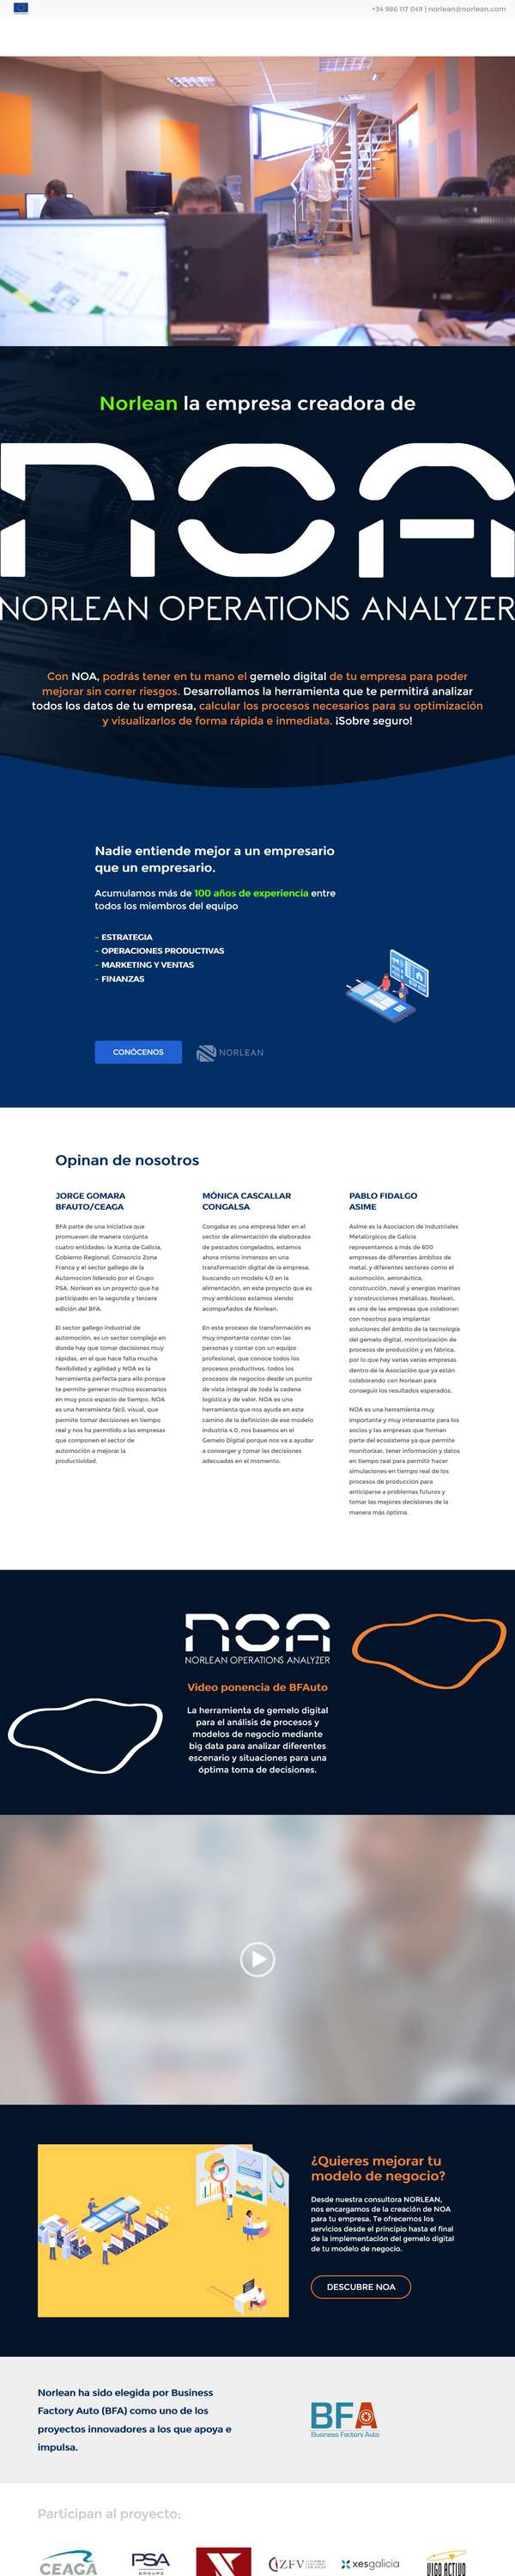 +34 986 117 049 | norlean@norlean.com
Norlean la empresa creadora de
noa
NORLEAN OPERATIONS ANALYZER
Con NOA, podrás tener en tu mano el gemelo digital de tu empresa para poder
mejorar sin correr riesgos. Desarrollamos la herramienta que te permitirá analizar
todos los datos de tu empresa, calcular los procesos necesarios para su optimización
y visualizarlos de forma rápida e inmediata. ¡Sobre seguro!
Nadie entiende mejor a un empresario
que un empresario.
Acumulamos más de 100 años de experiencia entre
todos los miembros del equipo
- ESTRATEGIA
- OPERACIONES PRODUCTIVAS
- MARKETING Y VENTAS
- FINANZAS
CONÓCENOS
NORLEAN
Opinan de nosotros
JORGE GOMARA
BFAUTO/CEAGA
BFA parte de una iniciativa que
promueven de manera conjunta
cuatro entidades: la Xunta de Galicia,
Gobierno Regional, Consorcio Zona
Franca y el sector gallego de la
Automocion liderado por el Grupo
PSA. Norlean es un proyecto que ha
participado en la segunda y tercera
edición del BFA.
El sector gallego industrial de
automoción, es un sector complejo en
donde hay que tomar decisiones muy
rápidas, en el que hace falta mucha
flexibilidad y agilidad y NOA es la
herramienta perfecta para ello porque
te permite generar muchos escenarios
en muy poco espacio de tiempo. NOA
es una herramienta fácil, visual, que
permite tomar decisiones en tiempo
real y nos ha permitido a las empresas
que componen el sector de
automoción a mejorar la
productividad.
MÓNICA CASCALLAR
CONGALSA
Congalsa es una empresa líder en el
sector de alimentación de elaborados
de pescados congelados, estamos
ahora mismo inmersos en una
transformación digital de la empresa,
buscando un modelo 4.0 en la
alimentación, en este proyecto que es
muy ambicioso estamos siendo
acompañados de Norlean.
En este proceso de transformación es
muy importante contar con las
personas y contar con un equipo
profesional, que conoce todos los
procesos productivos, todos los
procesos de negocios desde un punto
de vista integral de toda la cadena
logística y de valor. NOA es una
herramienta que nos ayuda en este
camino de la definición de ese modelo
Industria 4.0, nos basamos en el
Gemelo Digital porque nos va a ayudar
a converger y tomar las decisiones
adecuadas en el momento.
PABLO FIDALGO
ASIME
Asime es la Asociacion de Industriales
Metalúrgicos de Galicia
representamos a más de 600
empresas de diferentes ámbitos de
metal, y diferentes sectores como el
automoción, aeronáutica,
construcción, naval y energias marinas
y construcciones metálicas. Norlean,
es una de las empresas que colaboran
con nosotros para implantar
soluciones del ámbito de la tecnología
del gemelo digital, monitorización de
procesos de producción y en fábrica,
por lo que hay varias varias empresas
dentro de la Asociación que ya están
colaborando con Norlean para
conseguir los resultados esperados.
NOA es una herramienta muy
importante y muy interesante para los
socios y las empresas que forman
parte del ecosistema ya que permite
monitorizar, tener información y datos
en tiempo real para permitir hacer
simulaciones en tiempo real de los
procesos de producción para
anticiparse a problemas futuros y
tomar las mejores decisiones de la
manera más óptima.
noa
NORLEAN OPERATIONS ANALYZER
Video ponencia de BFAuto
La herramienta de gemelo digital
para el análisis de procesos y
modelos de negocio mediante
big data para analizar diferentes
escenario y situaciones para una
óptima toma de decisiones.
¿Quieres mejorar tu
modelo de negocio?
Desde nuestra consultora NORLEAN,
nos encargamos de la creación de NOA
para tu empresa. Te ofrecemos los
servicios desde el principio hasta el final
de la implementación del gemelo digital
de tu modelo de negocio.
DESCUBRE NOA
Norlean ha sido elegida por Business
Factory Auto (BFA) como uno de los
proyectos innovadores a los que apoya e
impulsa.
BFA
Business Factory Auto
Participan al proyecto:
CEAGA
PSA
GROUPE
ZFV
xesgalicia
VIGO ACTIVO